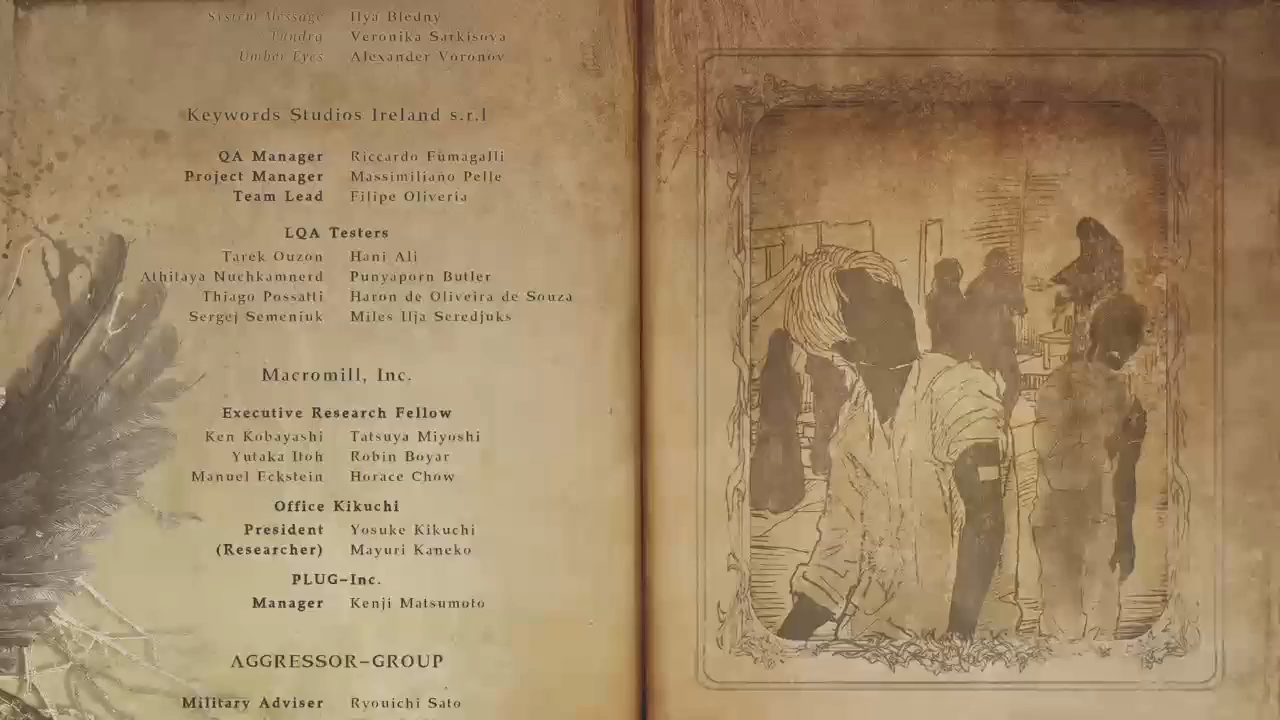 System Message Ilya Bledny
Tundra Veronika Sarkisova
Umber Eyes Alexander Voronov
Keywords Studios Ireland s.r.l
QA Manager Riccardo Fumagalli
Project Manager Massimiliano Pelle
Team Lead Filipe Oliveria
LQA Testers
Tarek Ouzon Hani Ali
Athitaya Nuchkamnerd Punyaporn Butler
Thiago Possatti Haron de Oliveira de Souza
Sergej Semeniuk Miles Ilja Seredjuks
Macromill, Inc.
Executive Research Fellow
Ken Kobayashi Tatsuya Miyoshi
Yutaka Itoh Robin Boyar
Manuel Eckstein Horace Chow
Office Kikuchi
President Yosuke Kikuchi
(Researcher) Mayuri Kaneko
PLUG-Inc.
Manager Kenji Matsumoto
AGGRESSOR-GROUP
Military Adviser Ryouichi Sato